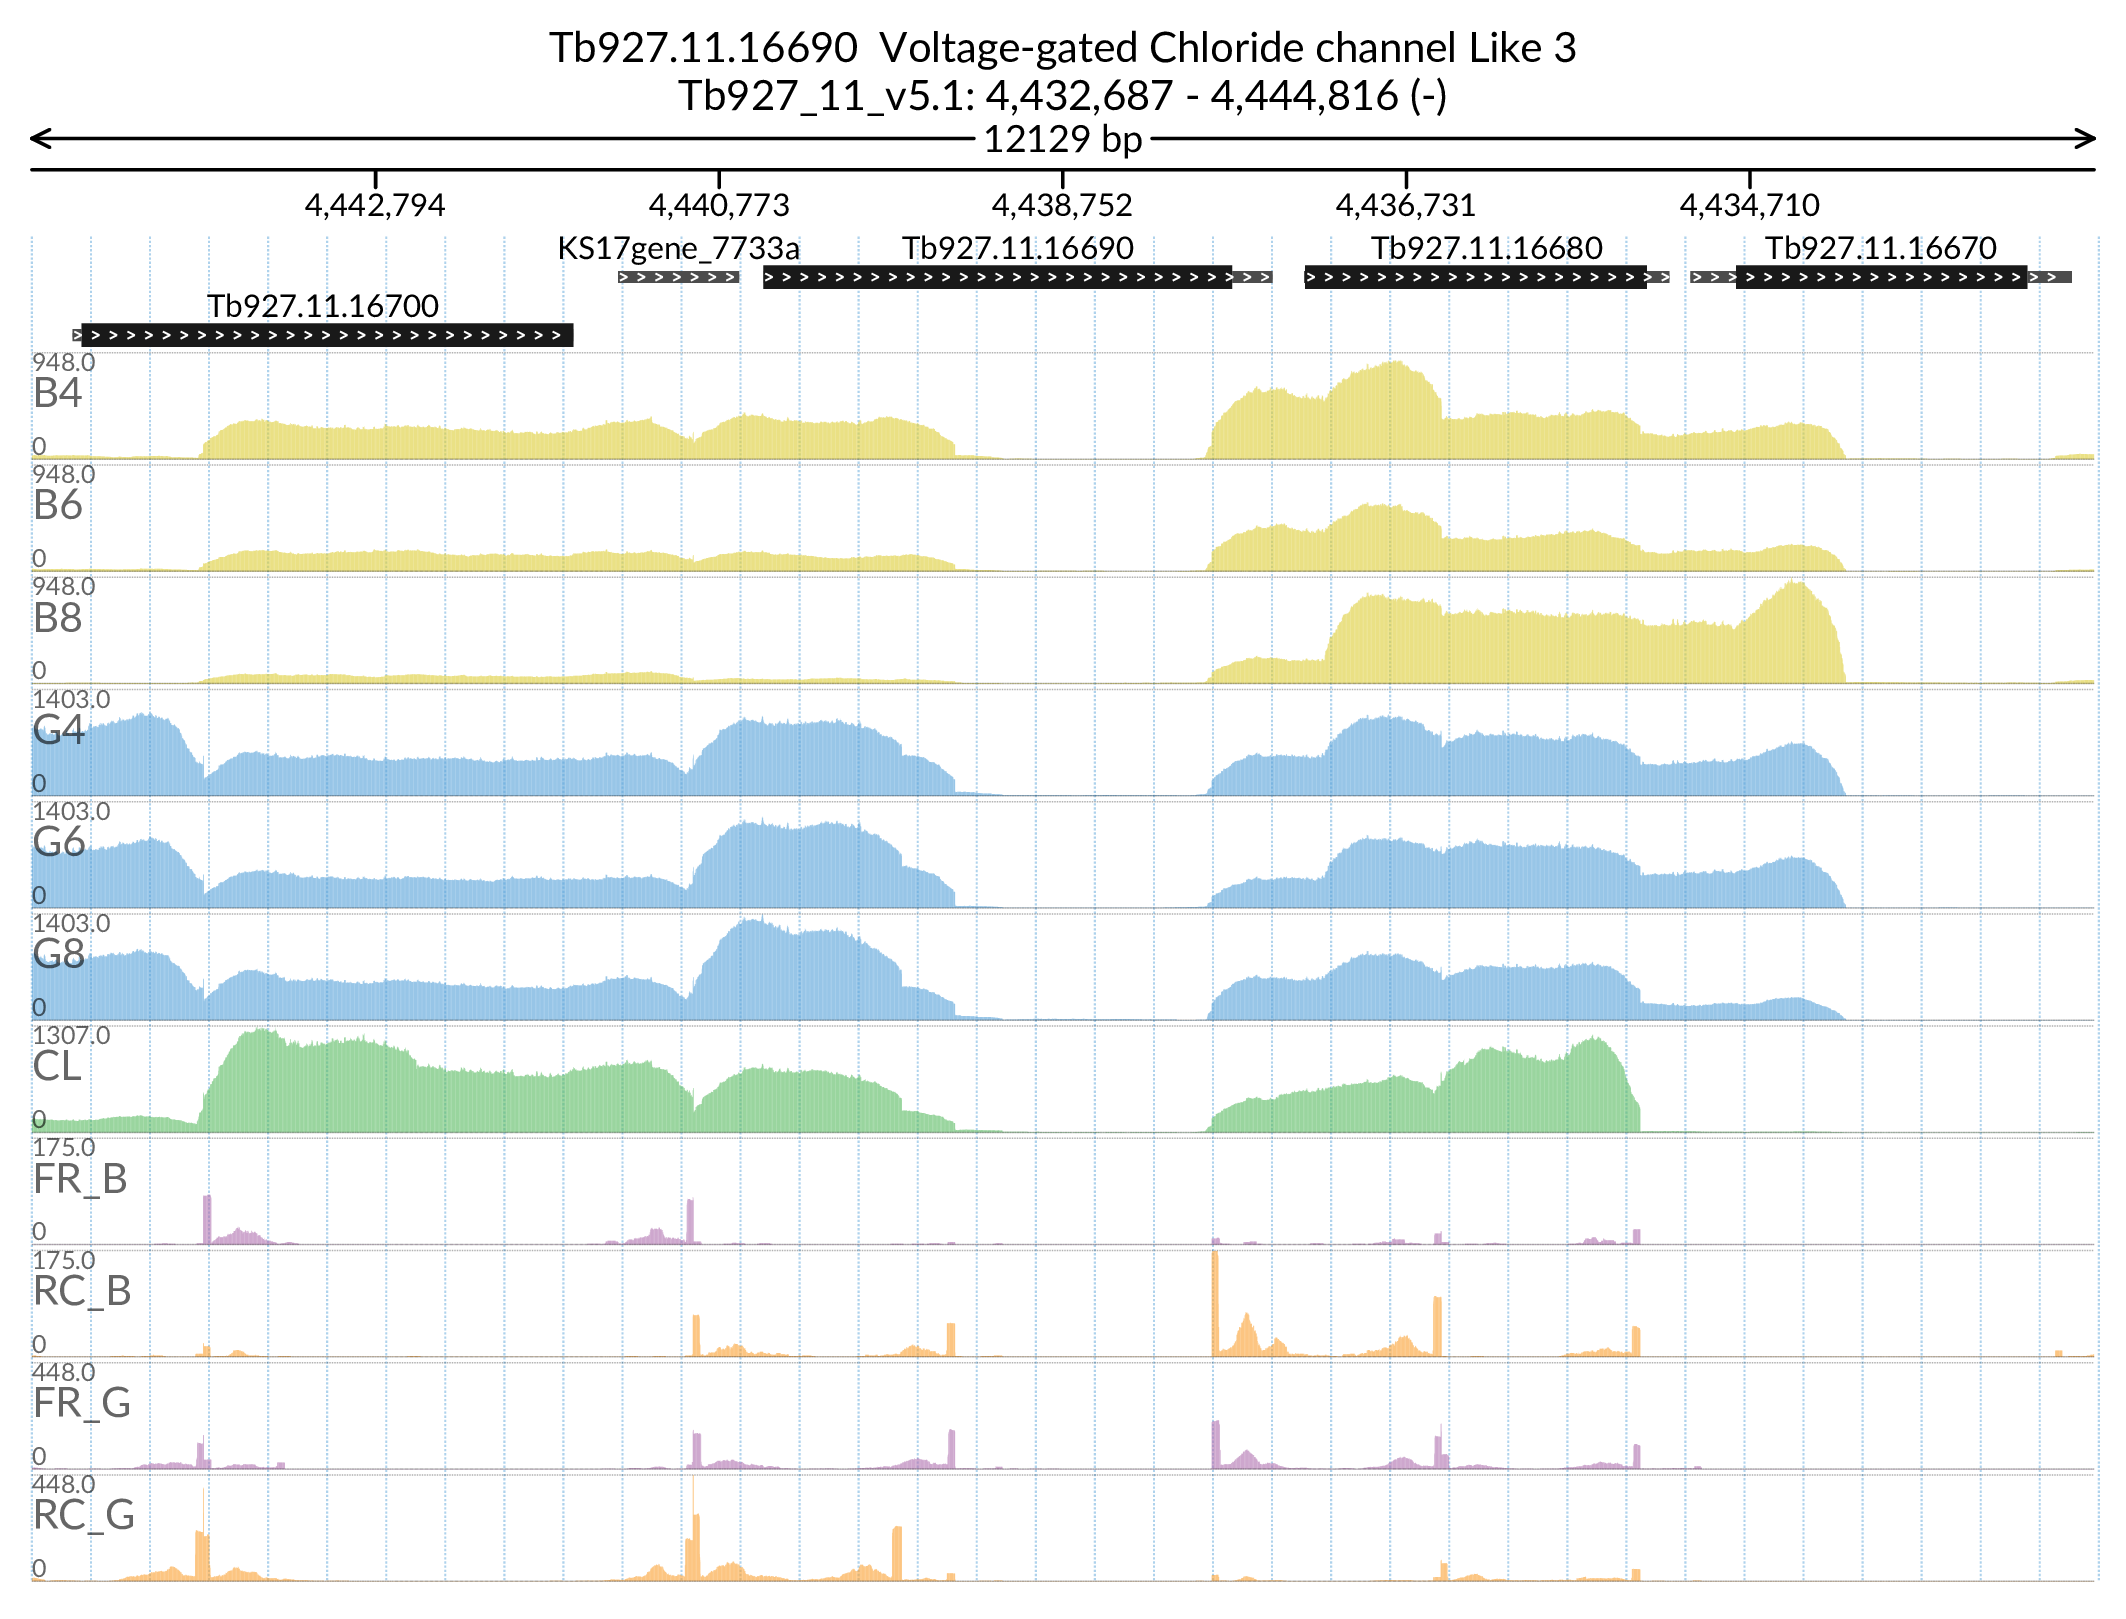 Tb927.11.16690  Voltage-gated Chloride channel Like 3
Tb927_11_v5.1: 4,432,687 - 4,444,816 (-)
12129 bp
4,442,794 4,440,773 4,438,752 4,436,731 4,434,710
KS17gene_7733a Tb927.11.16690 Tb927.11.16680 Tb927.11.16670
Tb927.11.16700
948.0
B4
0
948.0
B6
0
948.0
B8
0
1403.0
G4
0
1403.0
G6
0
1403.0
G8
0
1307.0
CL
0
175.0
FR_B
0
175.0
RC_B
0
448.0
FR_G
0
448.0
RC_G
0